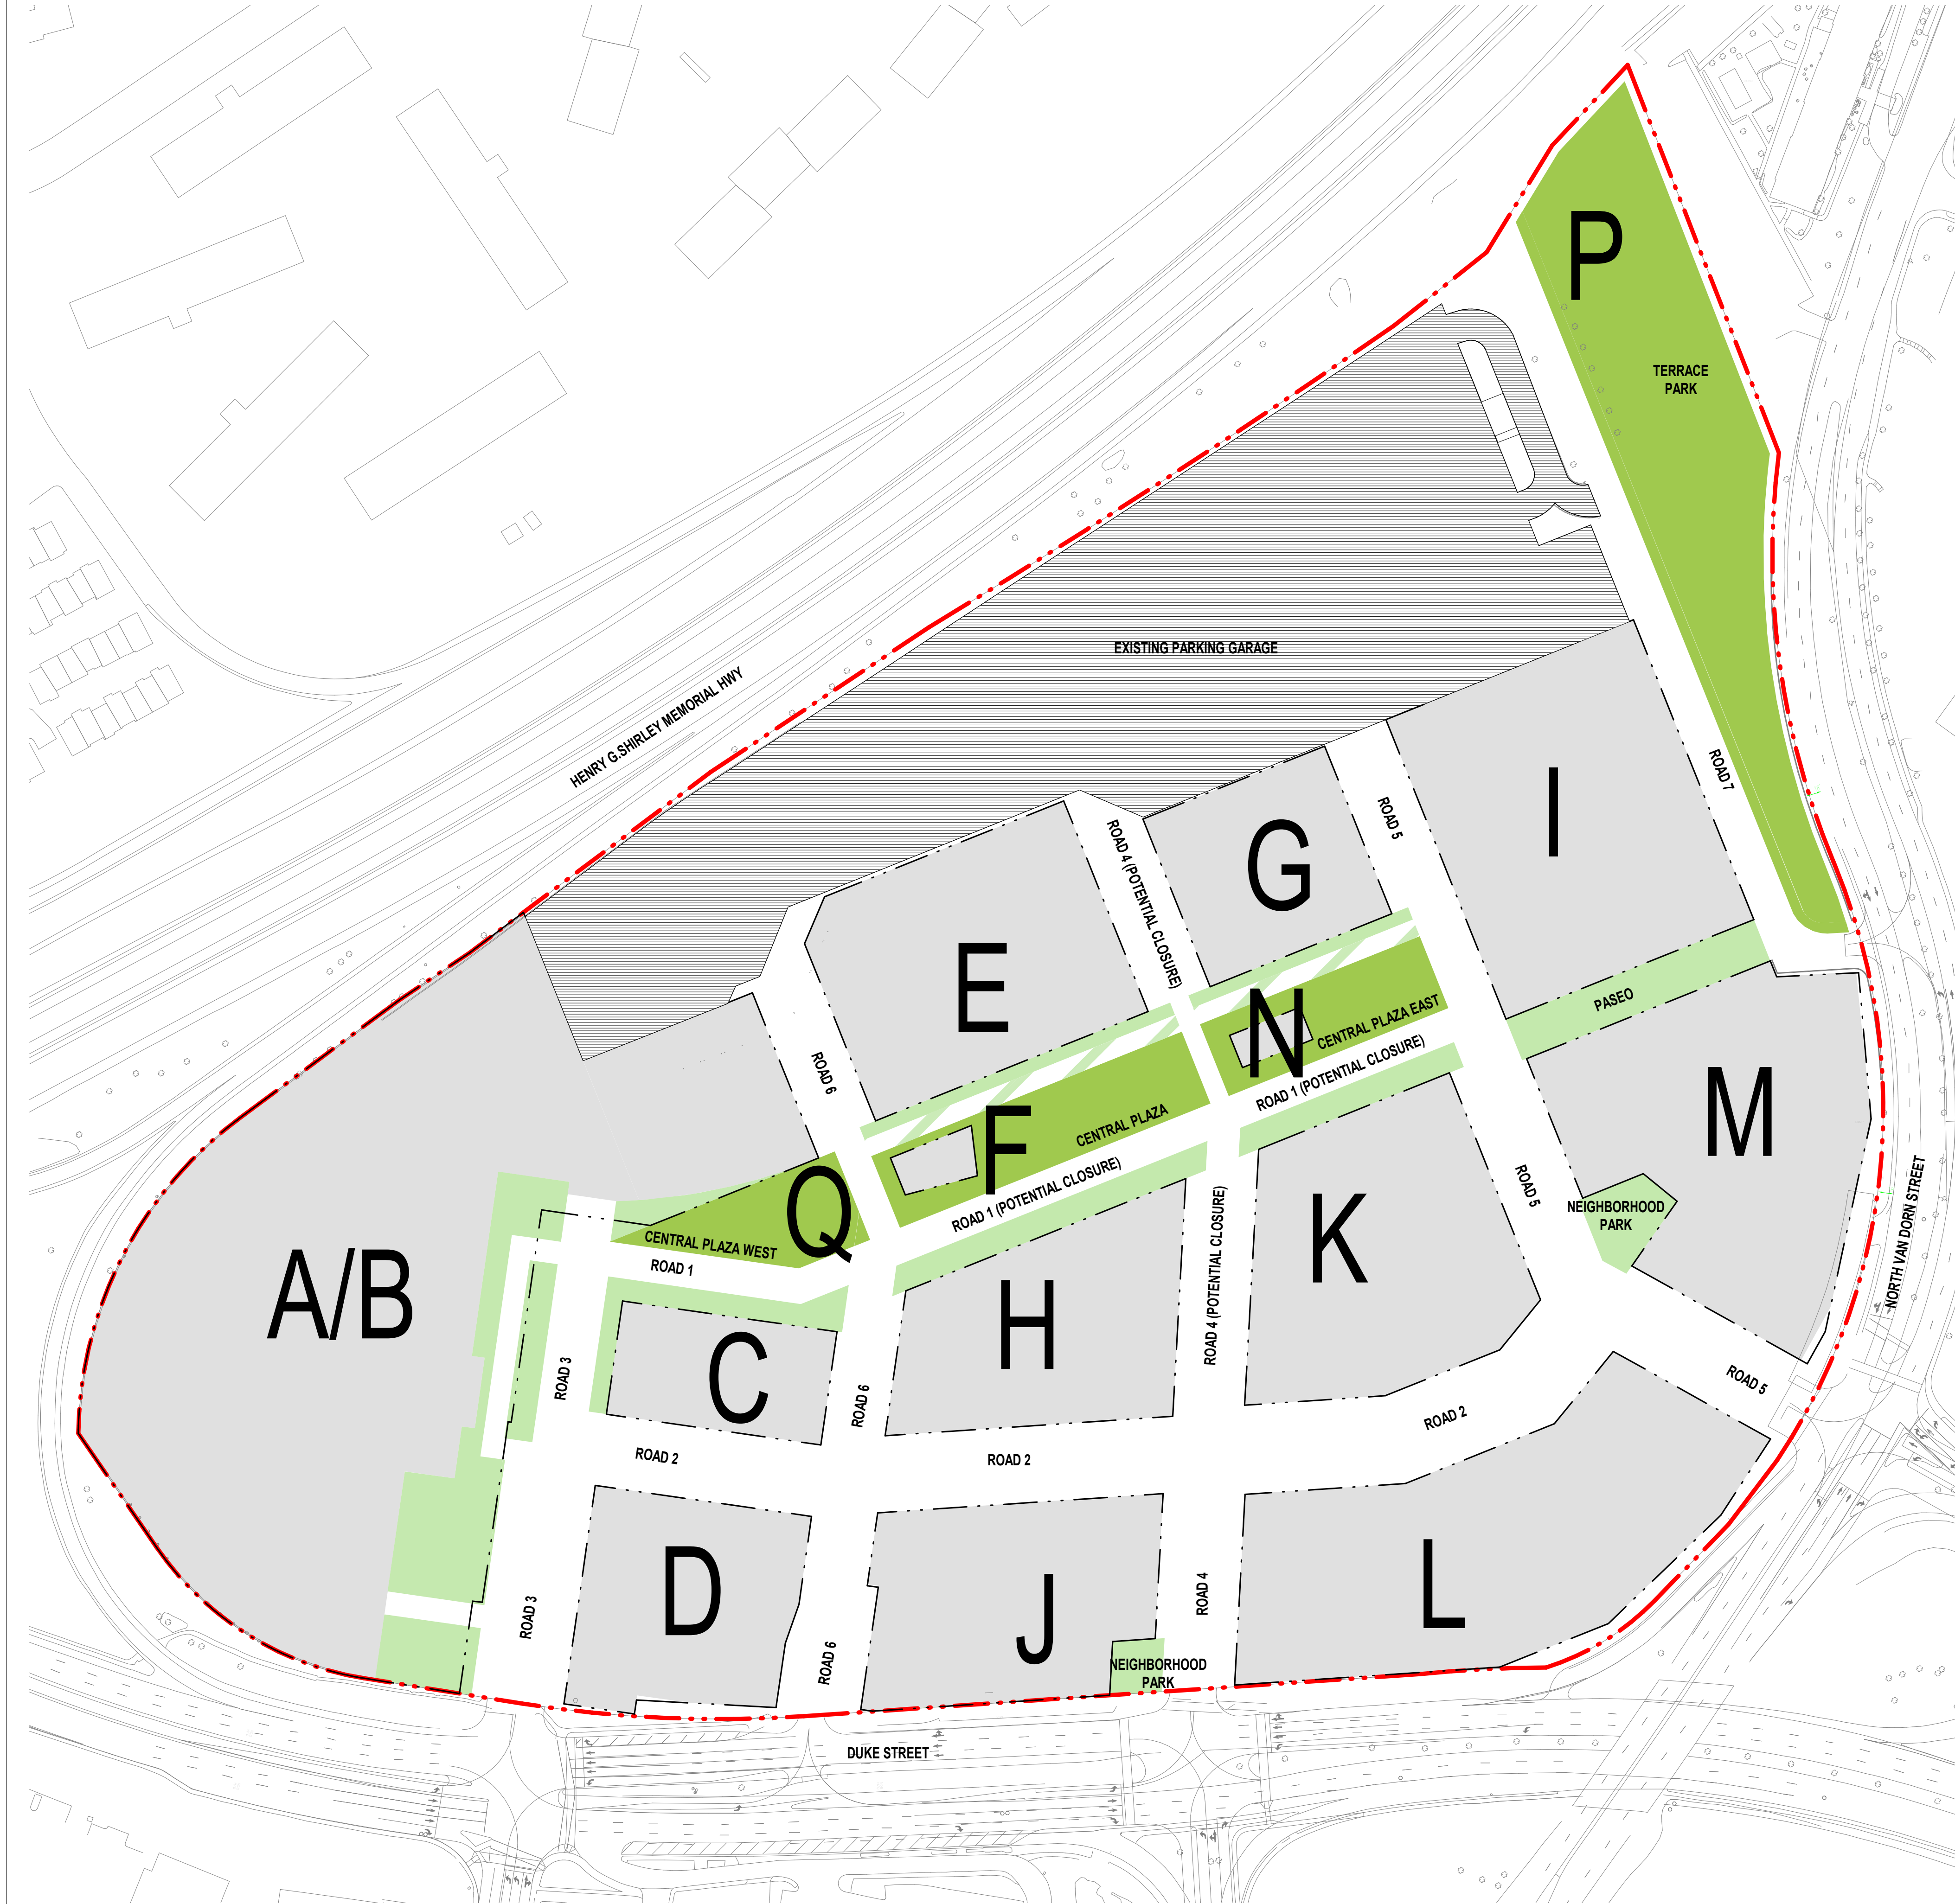 P
TERRACE
PARK
EXISTING PARKING GARAGE
HENRY G.SHIRLEY MEMORIAL HWY
ROAD 7
I
ROAD 5
G
ROAD 4 (POTENTIAL CLOSURE)
E
N
CENTRAL PLAZA EAST
PASEO
ROAD 1 (POTENTIAL CLOSURE)
ROAD 6
F
CENTRAL PLAZA
M
Q
ROAD 1 (POTENTIAL CLOSURE)
CENTRAL PLAZA WEST
ROAD 1
K
ROAD 5
NEIGHBORHOOD
PARK
NORTH VAN DORN STREET
A/B
H
ROAD 4 (POTENTIAL CLOSURE)
C
ROAD 3
ROAD 6
ROAD 5
ROAD 2
ROAD 2
ROAD 2
D
J
L
ROAD 3
ROAD 6
ROAD 4
NEIGHBORHOOD
PARK
DUKE STREET